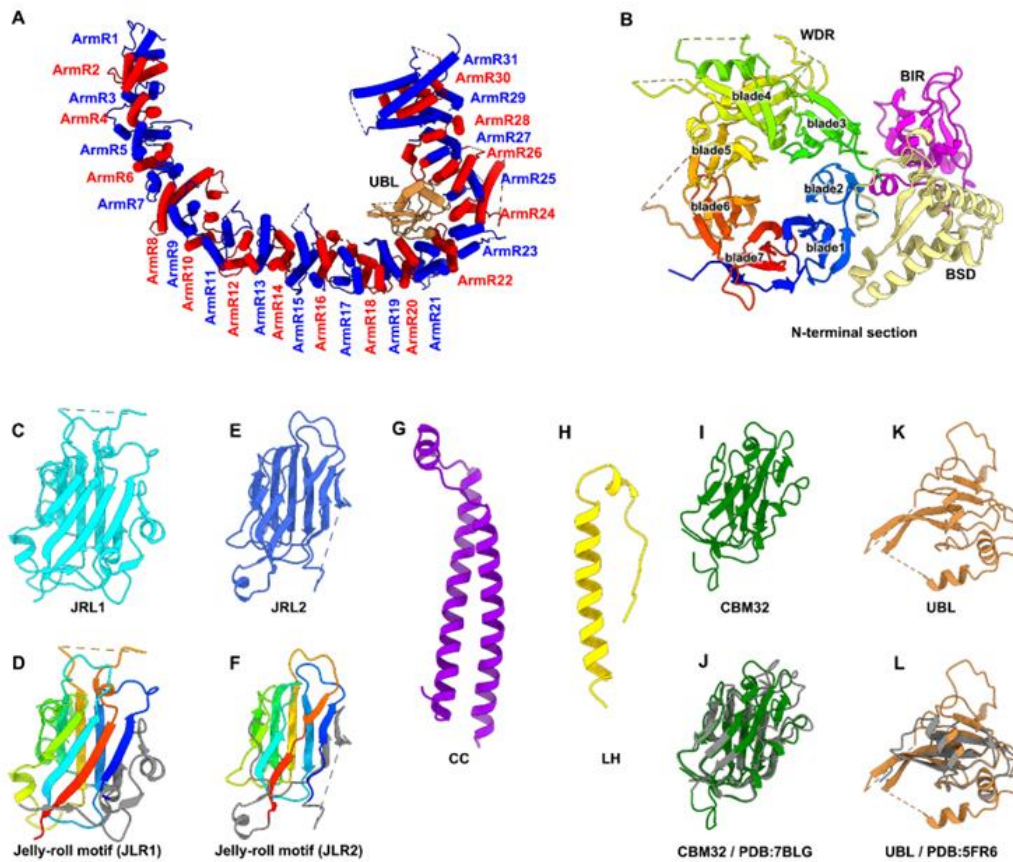 A
ArmR1
ArmR2
ArmR3
ArmR4
ArmR5
ArmR6
ArmR7
ArmR8
ArmR9
ArmR10
ArmR11
ArmR12
ArmR13
ArmR14
ArmR15
ArmR16
ArmR17
ArmR18
ArmR19
ArmR20
ArmR21
ArmR22
ArmR23
ArmR24
ArmR25
ArmR26
ArmR27
ArmR28
ArmR29
ArmR30
ArmR31
UBL
B
WDR
BIR
blade4
blade3
blade5
blade2
blade6
blade1
blade7
BSD
N-terminal section
C
JRL1
E
JRL2
G
CC
H
LH
I
CBM32
K
UBL
D
Jelly-roll motif (JLR1)
F
Jelly-roll motif (JLR2)
J
CBM32 / PDB:7BLG
L
UBL / PDB:5FR6